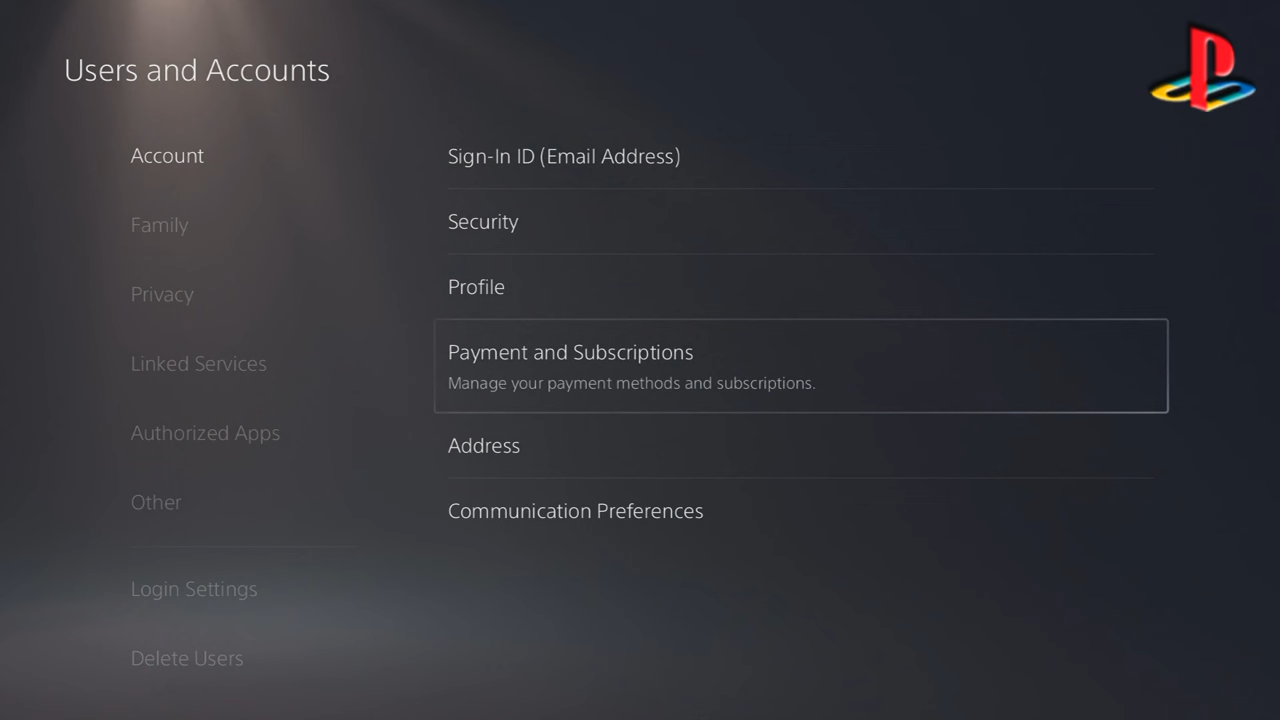 Users and Accounts
Account
Family
Privacy
Linked Services
Authorized Apps
Other
Login Settings
Delete Users
Sign-In ID (Email Address)
Security
Profile
Payment and Subscriptions
Manage your payment methods and subscriptions.
Address
Communication Preferences